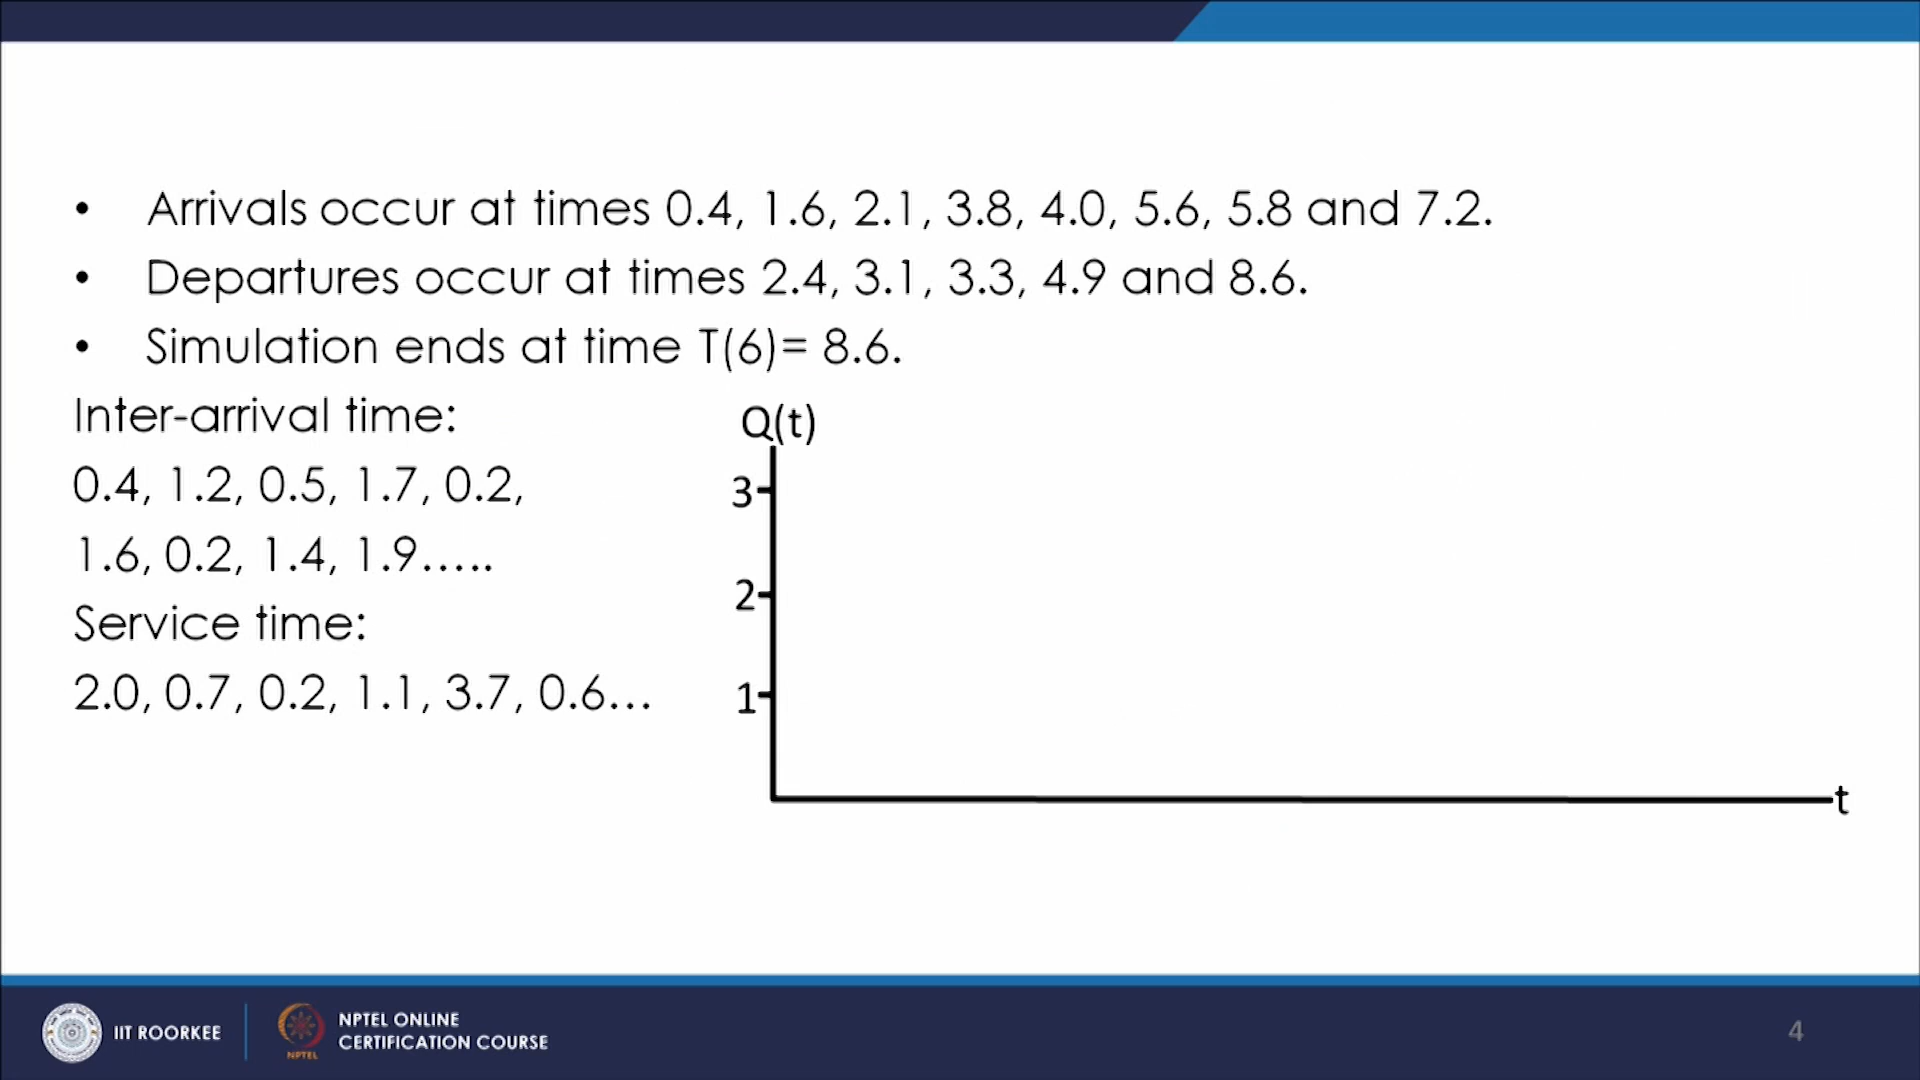 • Arrivals occur at times 0.4, 1.6, 2.1, 3.8, 4.0, 5.6, 5.8 and 7.2.
• Departures occur at times 2.4, 3.1, 3.3, 4.9 and 8.6.
• Simulation ends at time T(6)= 8.6.
Inter-arrival time:
0.4, 1.2, 0.5, 1.7, 0.2,
1.6, 0.2, 1.4, 1.9.....
Service time:
2.0, 0.7, 0.2, 1.1, 3.7, 0.6...
Q(t)
3
2
1
t
IIT ROORKEE
NPTEL
NPTEL ONLINE
CERTIFICATION COURSE
4